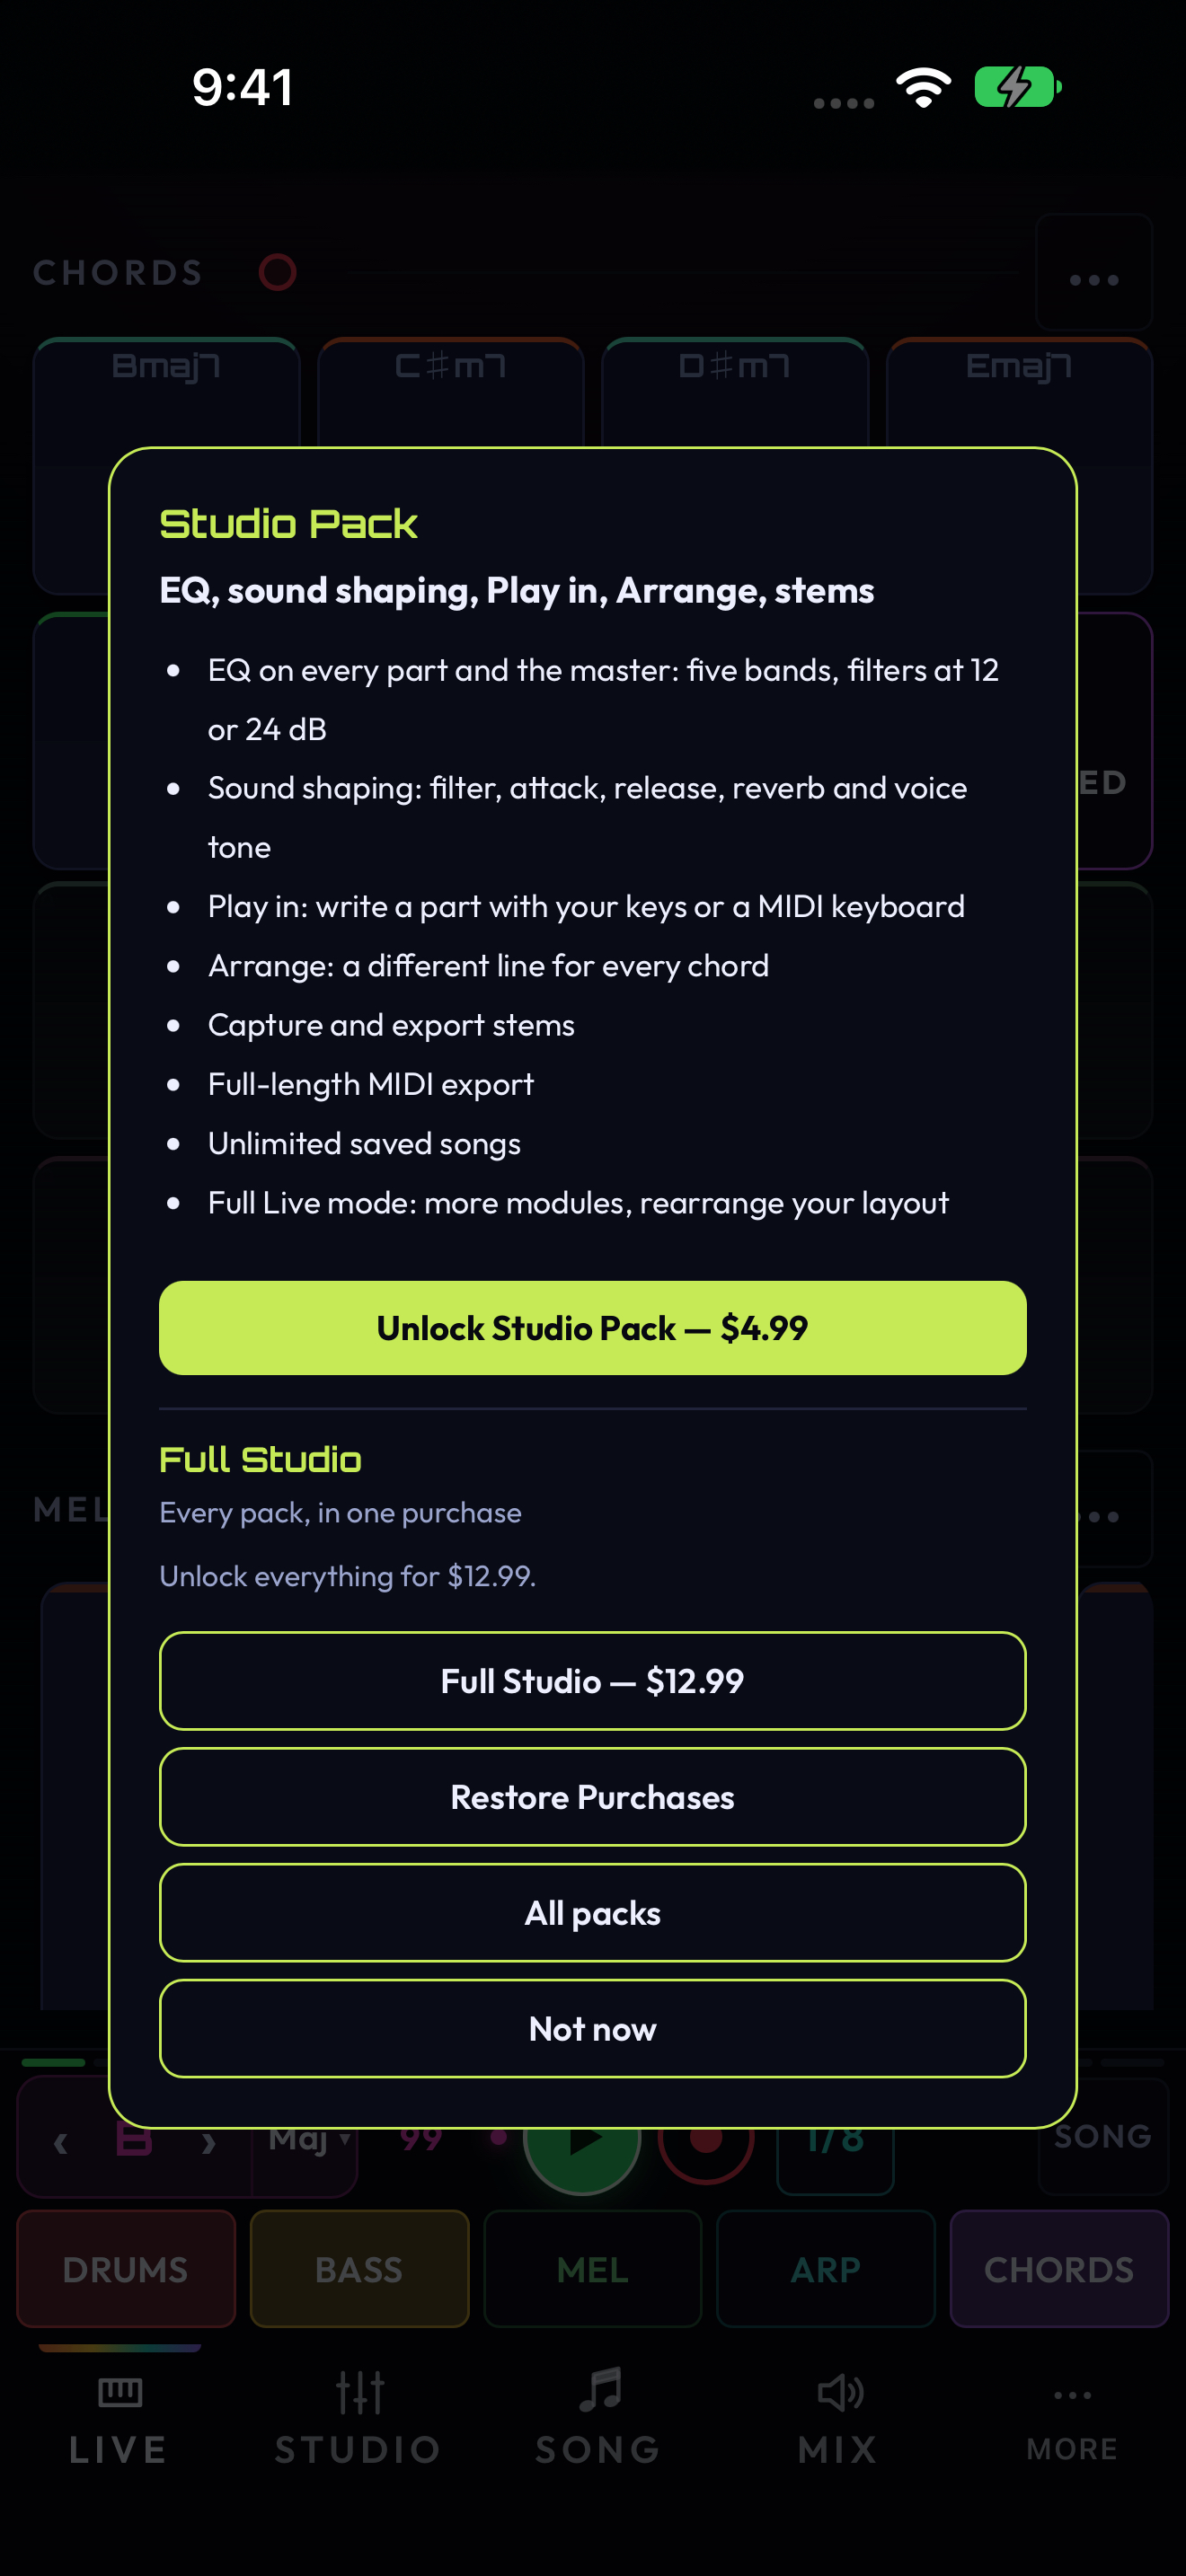 9:41
CHORDS
Bmaj7
C♯m7
D♯m7
Emaj7
Studio Pack
EQ, sound shaping, Play in, Arrange, stems
• EQ on every part and the master: five bands, filters at 12
or 24 dB
• Sound shaping: filter, attack, release, reverb and voice
tone
• Play in: write a part with your keys or a MIDI keyboard
• Arrange: a different line for every chord
• Capture and export stems
• Full-length MIDI export
• Unlimited saved songs
• Full Live mode: more modules, rearrange your layout
Unlock Studio Pack — $4.99
Full Studio
Every pack, in one purchase
Unlock everything for $12.99.
Full Studio — $12.99
Restore Purchases
All packs
Not now
B
Maj
99
1/8
SONG
DRUMS
BASS
MEL
ARP
CHORDS
LIVE
STUDIO
SONG
MIX
MORE